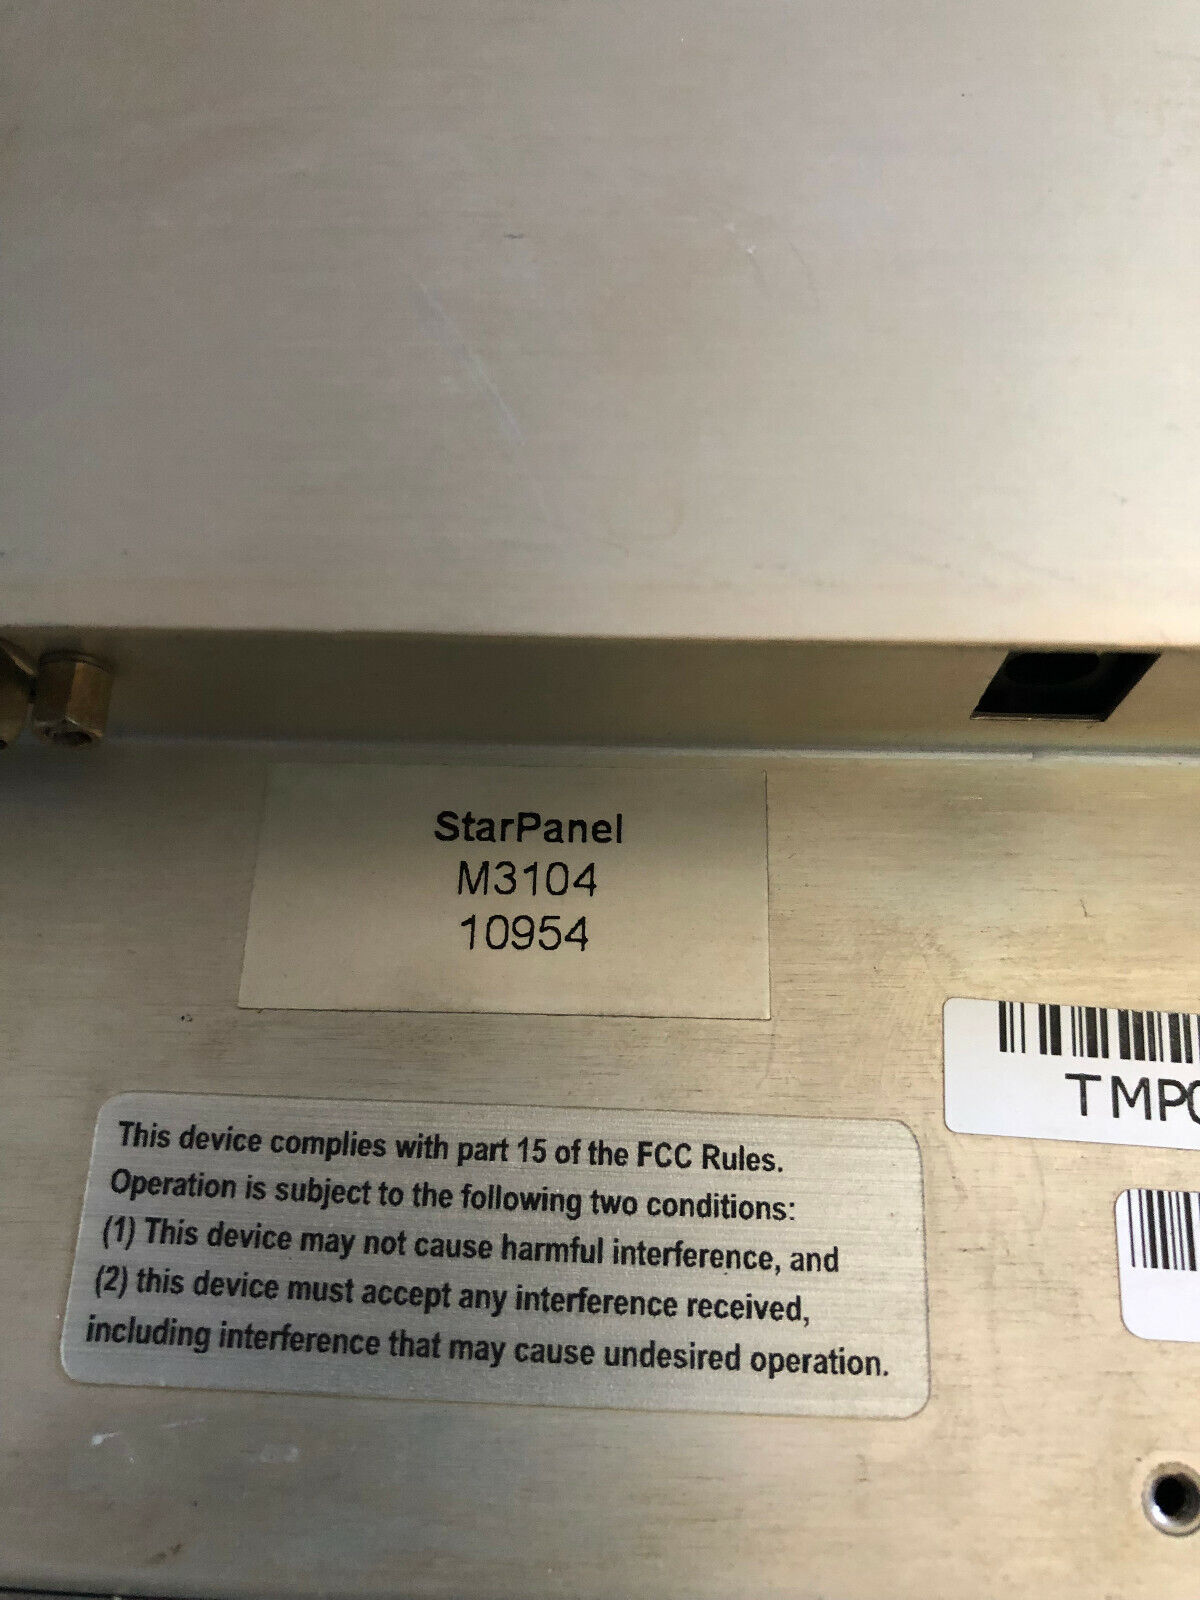 StarPanel
M3104
10954
TMP
This device complies with part 15 of the FCC Rules.
Operation is subject to the following two conditions:
(1) This device may not cause harmful interference, and
(2) this device must accept any interference received,
including interference that may cause undesired operation.